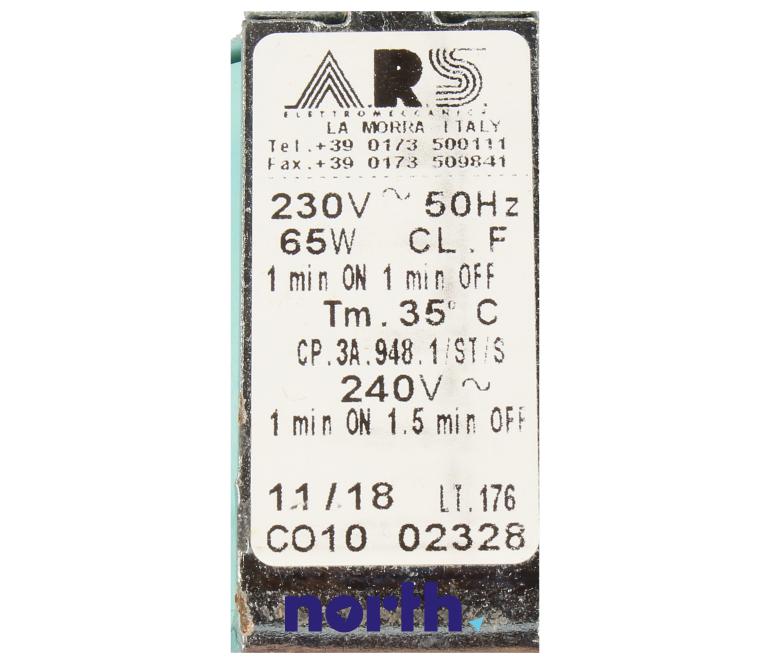 ARS
ELETTROMECCANICA
LA MORRA ITALY
Tel.+39 0173 500111
Fax.+39 0173 509841
230V ~ 50Hz
65W CL.F
1 min ON 1 min OFF
Tm.35° C
CP.3A.948.1/ST/S
240V ~
1 min ON 1.5 min OFF
11/18 LT.176
CO10 02328
north